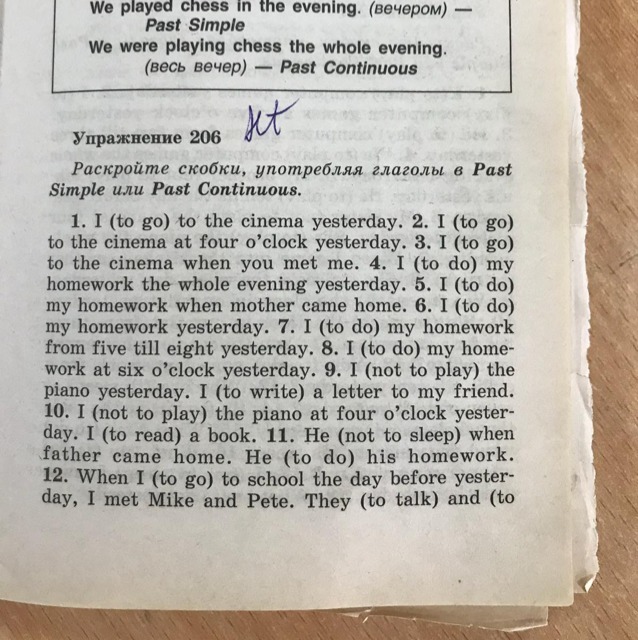 We played chess in the evening. (вечером) —
Past Simple
We were playing chess the whole evening.
(весь вечер) — Past Continuous
Упражнение 206
Раскройте скобки, употребляя глаголы в Past
Simple или Past Continuous.
1. I (to go) to the cinema yesterday. 2. I (to go)
to the cinema at four o’clock yesterday. 3. I (to go)
to the cinema when you met me. 4. I (to do) my
homework the whole evening yesterday. 5. I (to do)
my homework when mother came home. 6. I (to do)
my homework yesterday. 7. I (to do) my homework
from five till eight yesterday. 8. I (to do) my home-
work at six o’clock yesterday. 9. I (not to play) the
piano yesterday. I (to write) a letter to my friend.
10. I (not to play) the piano at four o’clock yester-
day. I (to read) a book. 11. He (not to sleep) when
father came home. He (to do) his homework.
12. When I (to go) to school the day before yester-
day, I met Mike and Pete. They (to talk) and (to